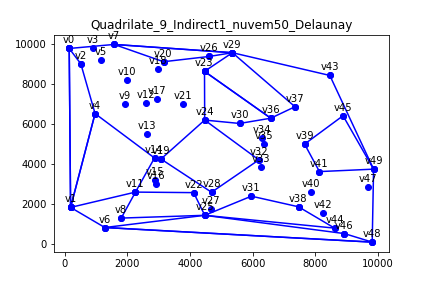 Quadrilate_9_Indirect1_nuvem50_Delaunay
10000
8000
6000
4000
2000
0
0 2000 4000 6000 8000 10000
v0 v3 v7
v2 v5 v20 v26 v29
v10 v23 v43
v4 v9 v12 v17 v21
v24 v30 v36 v37 v45
v13 v34 v35 v39
v14 v19 v32 v33
v15 v16 v41 v49
v1 v11 v22 v28 v31 v40 v47
v8 v27 v38 v42
v6 v25 v44 v46 v48